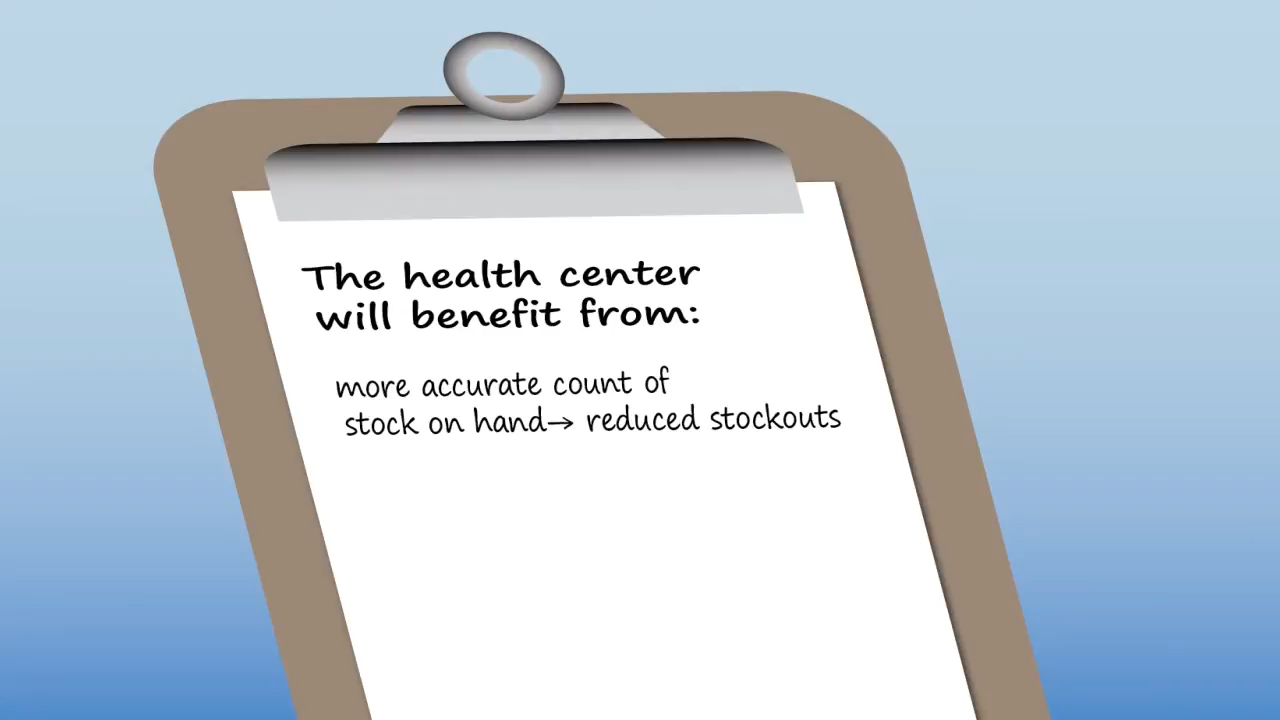 The health center
will benefit from:
more accurate count of
stock on hand→ reduced stockouts